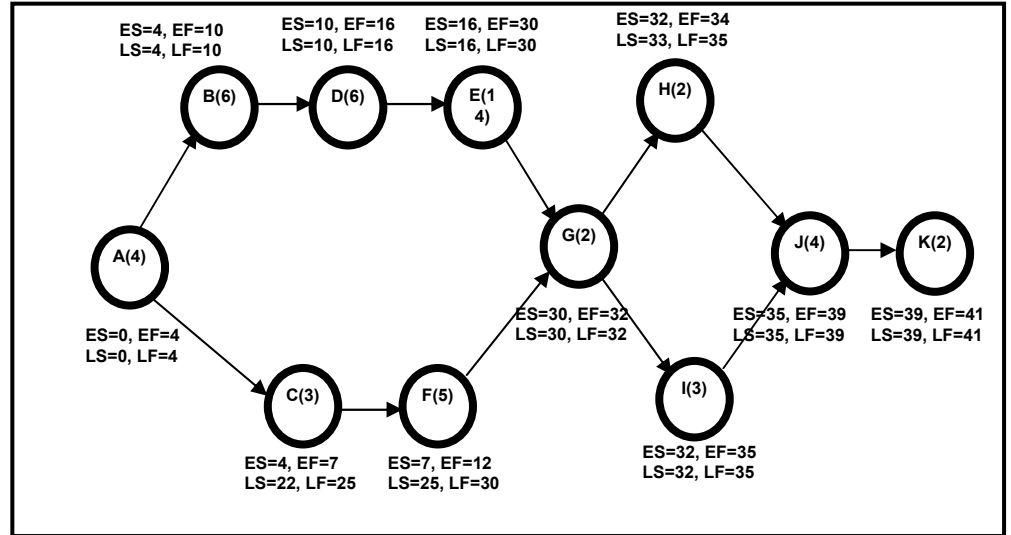 ES=4, EF=10
LS=4, LF=10
ES=10, EF=16
LS=10, LF=16
ES=16, EF=30
LS=16, LF=30
ES=32, EF=34
LS=33, LF=35
B(6)
D(6)
E(1
4)
H(2)
A(4)
G(2)
J(4)
K(2)
ES=0, EF=4
LS=0, LF=4
ES=30, EF=32
LS=30, LF=32
ES=35, EF=39
LS=35, LF=39
ES=39, EF=41
LS=39, LF=41
C(3)
F(5)
I(3)
ES=4, EF=7
LS=22, LF=25
ES=7, EF=12
LS=25, LF=30
ES=32, EF=35
LS=32, LF=35